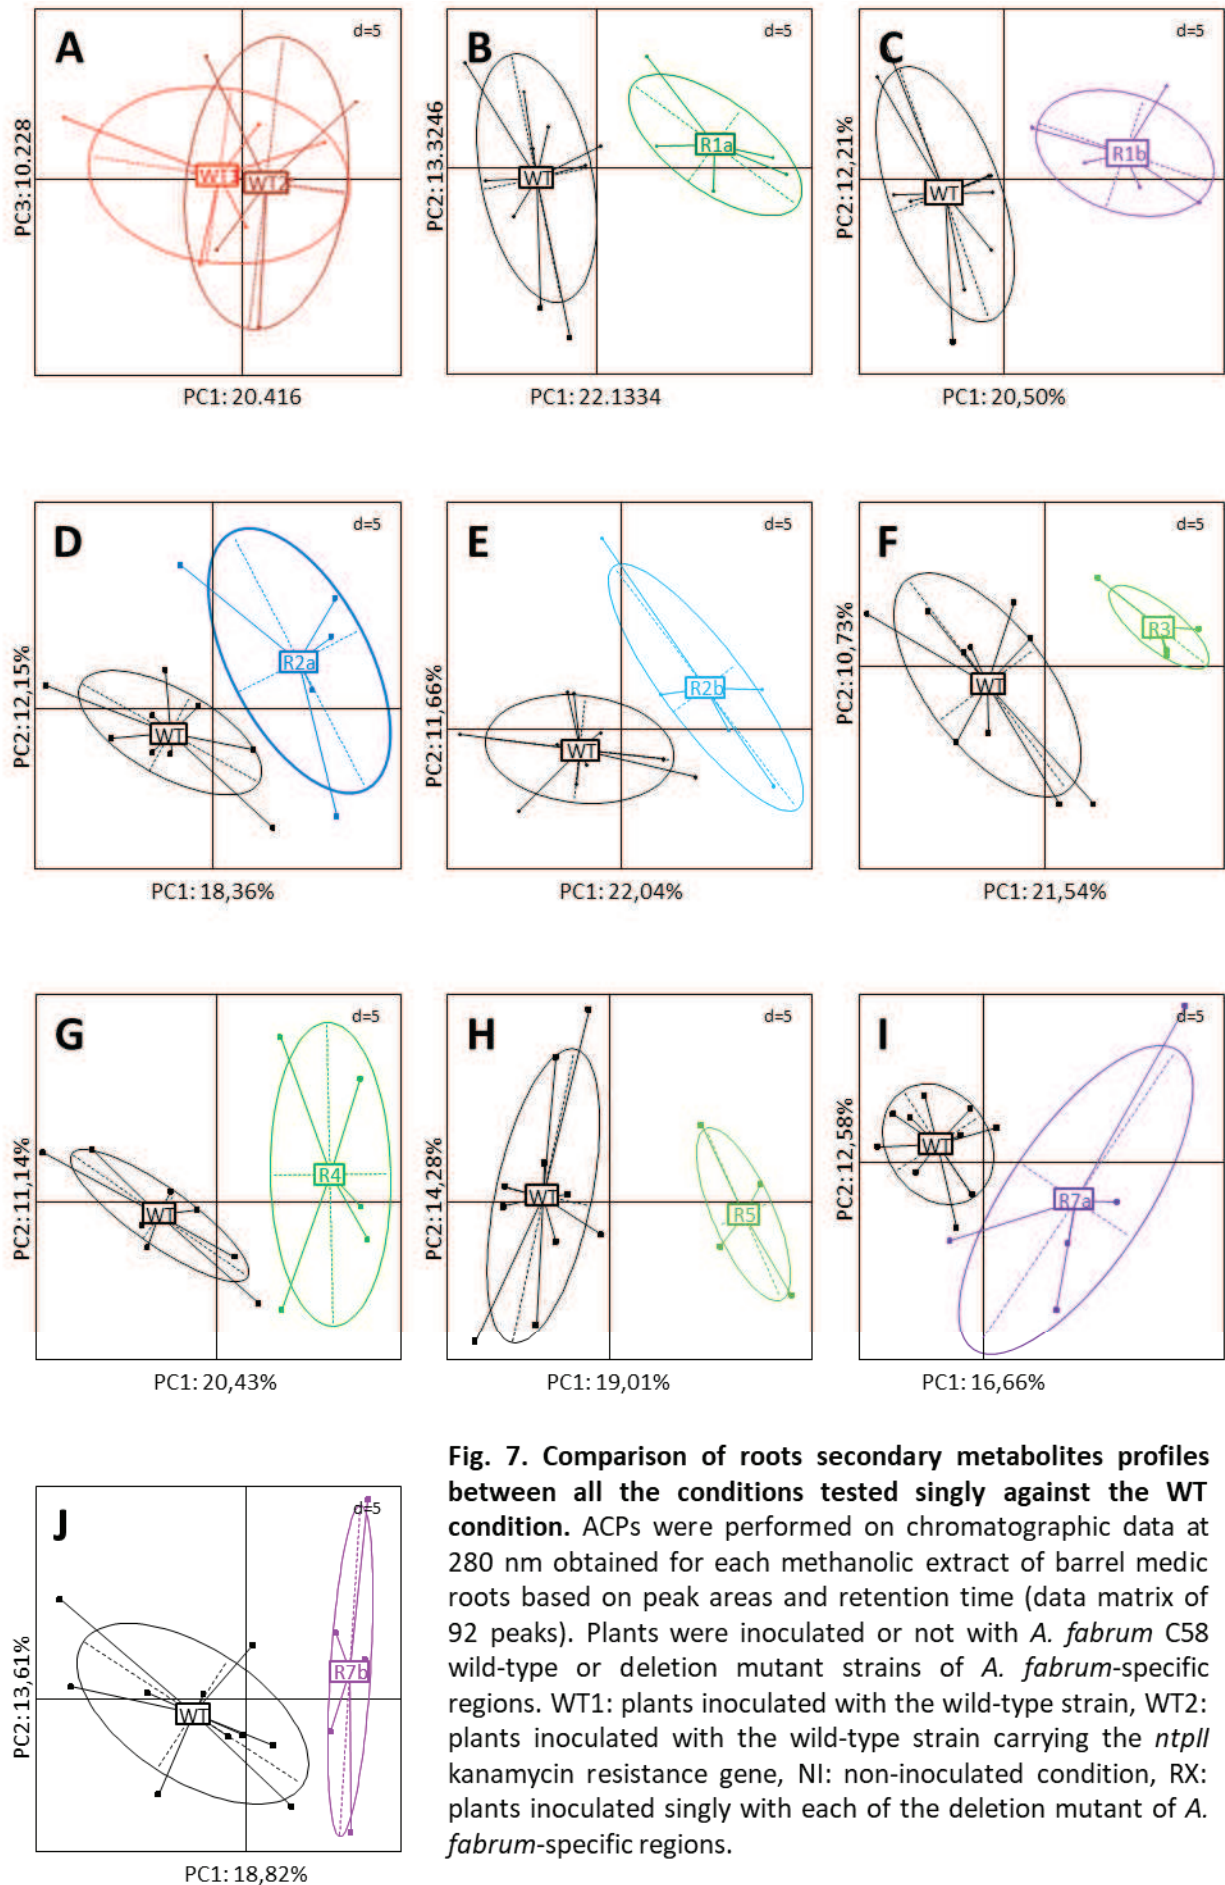 A
d=5
WT1
WT2
PC3: 10.228
PC1: 20.416
B
d=5
WT
R1a
PC2: 13.3246
PC1: 22.1334
C
d=5
WT
R1b
PC2: 12,21%
PC1: 20,50%
D
d=5
R2a
WT
PC2: 12,15%
PC1: 18,36%
E
d=5
R2b
WT
PC2: 11,66%
PC1: 22,04%
F
d=5
R3
WT
PC2: 10,73%
PC1: 21,54%
G
d=5
R4
WT
PC2: 11,14%
PC1: 20,43%
H
d=5
WT
R5
PC2: 14,28%
PC1: 19,01%
I
d=5
WT
R7a
PC2: 12,58%
PC1: 16,66%
J
d=5
R7b
WT
PC2: 13,61%
PC1: 18,82%
Fig. 7. Comparison of roots secondary metabolites profiles
between all the conditions tested singly against the WT
condition. ACPs were performed on chromatographic data at
280 nm obtained for each methanolic extract of barrel medic
roots based on peak areas and retention time (data matrix of
92 peaks). Plants were inoculated or not with A. fabrum C58
wild-type or deletion mutant strains of A. fabrum-specific
regions. WT1: plants inoculated with the wild-type strain, WT2:
plants inoculated with the wild-type strain carrying the ntpII
kanamycin resistance gene, NI: non-inoculated condition, RX:
plants inoculated singly with each of the deletion mutant of A.
fabrum-specific regions.